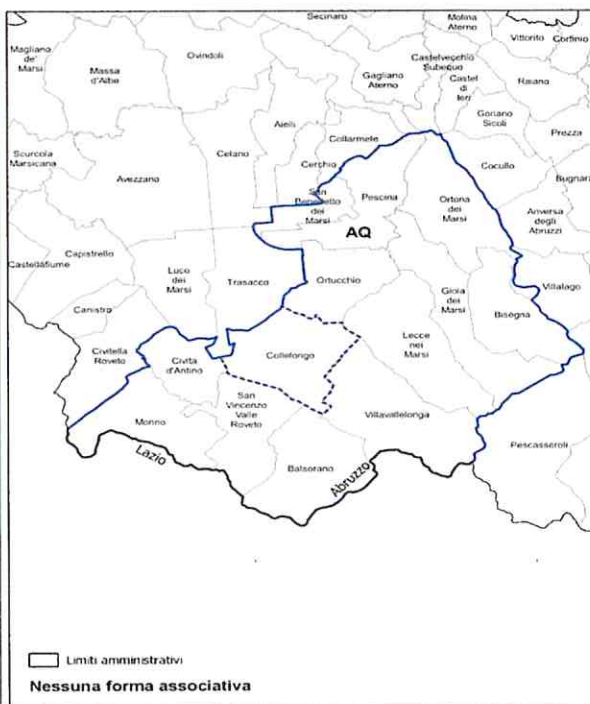 Secinaro
Molina
Aterno
Vittorito
Corfinio
Magliano
de'
Marsi
Massa
d'Albe
Ovindoli
Castelvecchio
Subequo
Gagliano
Aterno
Castel
di
Ieri
Raiano
Aielli
Goriano
Sicoli
Collarmele
Prezza
Scurcola
Marsicana
Celano
Cerchio
Cocullo
Avezzano
Bugnara
San
Benedetto
dei
Marsi
Pescina
Ortona
dei
Marsi
Anversa
degli
Abruzzi
AQ
Capistrello
Castellafiume
Luco
dei
Marsi
Trasacco
Ortucchio
Gioia
dei
Marsi
Villalago
Canistro
Bisegna
Lecce
nei
Marsi
Civitella
Roveto
Civita
d'Antino
Collelongo
San
Vincenzo
Valle
Roveto
Villavallelonga
Morino
Pescasseroli
Lazio
Balsorano
Abruzzo
Limiti amministrativi
Nessuna forma associativa